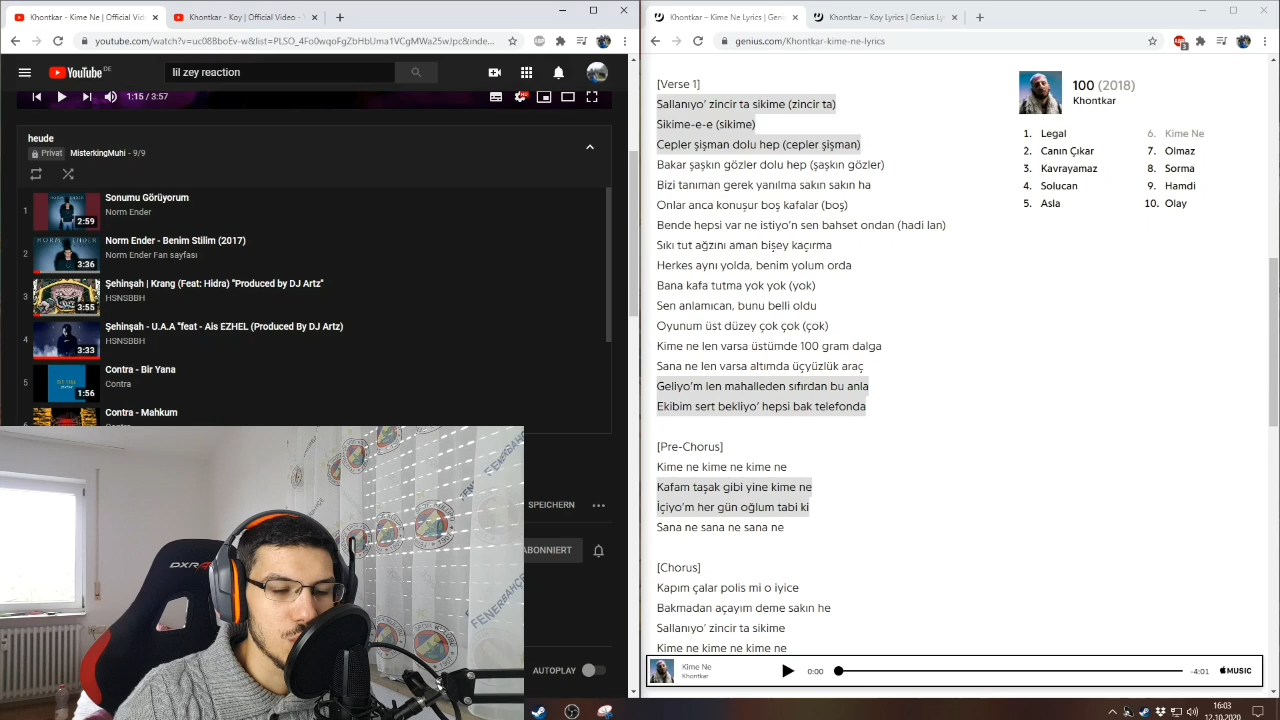 Khontkar - Kime Ne | Official Vide
Khontkar - Koy | Official Video -
youtube.com/watch?v=uc08BboEv-w&list=PLSO_4Fo0wqoFgZbHbUma1VCgMWa25wJpc&inde...
YouTube DE
lil zey reaction
1:15 / 3:57
HD
heude
Privat MisterkingMuhi - 9/9
1
Sonumu Görüyorum
Norm Ender
2:59
2
Norm Ender - Benim Stilim (2017)
Norm Ender Fan sayfası
3:36
3
Şehinşah | Krang (Feat: Hidra) "Produced by DJ Artz"
HSNSBBH
3:55
4
Şehinşah - U.A.A "feat - Ais EZHEL (Produced By DJ Artz)
HSNSBBH
3:33
5
Contra - Bir Yana
Contra
1:56
6
Contra - Mahkum
SPEICHERN
ABONNIERT
AUTOPLAY
DXR
FENERBAHÇE
Khontkar – Kime Ne Lyrics | Geni
Khontkar – Koy Lyrics | Genius Ly
genius.com/Khontkar-kime-ne-lyrics
3
[Verse 1]
Sallanıyo’ zincir ta sikime (zincir ta)
Sikime-e-e (sikime)
Cepler şişman dolu hep (cepler şişman)
Bakar şaşkın gözler dolu hep (şaşkın gözler)
Bizi tanıman gerek yanılma sakın sakın ha
Onlar anca konuşur boş kafalar (boş)
Bende hepsi var ne istiyo’n sen bahset ondan (hadi lan)
Sıkı tut ağzını aman bişey kaçırma
Herkes aynı yolda, benim yolum orda
Bana kafa tutma yok yok (yok)
Sen anlamıcan, bunu belli oldu
Oyunum üst düzey çok çok (çok)
Kime ne len varsa üstümde 100 gram dalga
Sana ne len varsa altımda üçyüzlük araç
Geliyo’m len mahalleden sıfırdan bu anla
Ekibim sert bekliyo’ hepsi bak telefonda
[Pre-Chorus]
Kime ne kime ne kime ne
Kafam taşak gibi yine kime ne
İçiyo’m her gün oğlum tabi ki
Sana ne sana ne sana ne
[Chorus]
Kapım çalar polis mi o iyice
Bakmadan açayım deme sakın he
Sallanıyo’ zincir ta sikime
Kime ne kime ne kime ne
100 (2018)
Khontkar
1. Legal
2. Canın Çıkar
3. Kavrayamaz
4. Solucan
5. Asla
6. Kime Ne
7. Olmaz
8. Sorma
9. Hamdi
10. Olay
Kime Ne
Khontkar
0:00
-4:01
MUSIC
16:03
12.10.2020